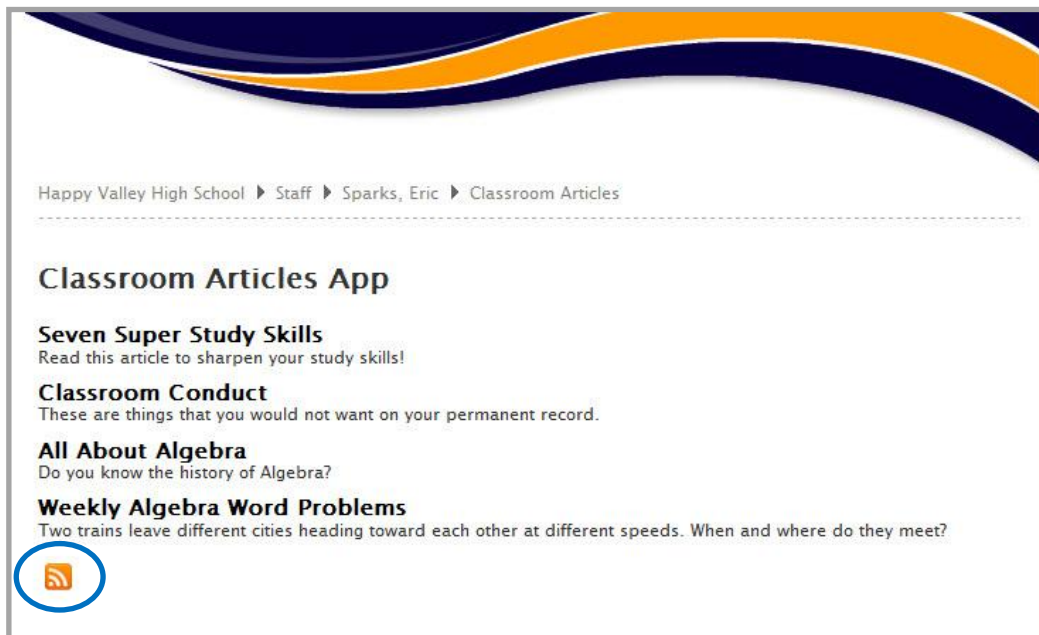 Happy Valley High School ▶ Staff ▶ Sparks, Eric ▶ Classroom Articles
Classroom Articles App
Seven Super Study Skills
Read this article to sharpen your study skills!
Classroom Conduct
These are things that you would not want on your permanent record.
All About Algebra
Do you know the history of Algebra?
Weekly Algebra Word Problems
Two trains leave different cities heading toward each other at different speeds. When and where do they meet?